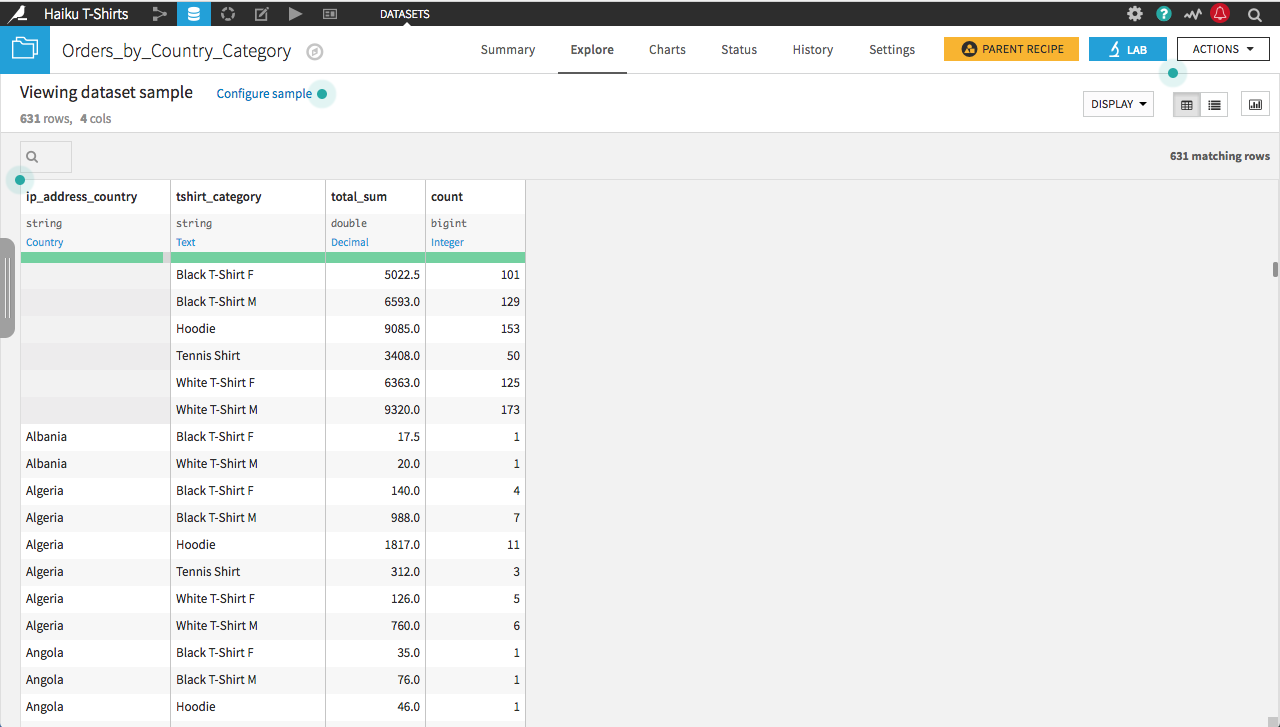 Haiku T-Shirts DATASETS ?
Orders_by_Country_Category Summary Explore Charts Status History Settings PARENT RECIPE LAB ACTIONS
Viewing dataset sample Configure sample
631 rows, 4 cols
DISPLAY
631 matching rows
ip_address_country tshirt_category total_sum count
string string double bigint
Country Text Decimal Integer
Black T-Shirt F 5022.5 101
Black T-Shirt M 6593.0 129
Hoodie 9085.0 153
Tennis Shirt 3408.0 50
White T-Shirt F 6363.0 125
White T-Shirt M 9320.0 173
Albania Black T-Shirt F 17.5 1
Albania White T-Shirt M 20.0 1
Algeria Black T-Shirt F 140.0 4
Algeria Black T-Shirt M 988.0 7
Algeria Hoodie 1817.0 11
Algeria Tennis Shirt 312.0 3
Algeria White T-Shirt F 126.0 5
Algeria White T-Shirt M 760.0 6
Angola Black T-Shirt F 35.0 1
Angola Black T-Shirt M 76.0 1
Angola Hoodie 46.0 1